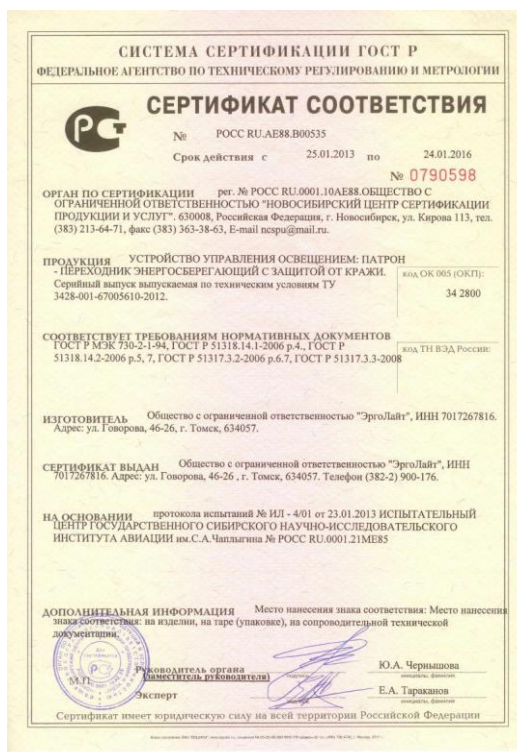 СИСТЕМА СЕРТИФИКАЦИИ ГОСТ Р
ФЕДЕРАЛЬНОЕ АГЕНТСТВО ПО ТЕХНИЧЕСКОМУ РЕГУЛИРОВАНИЮ И МЕТРОЛОГИИ
СЕРТИФИКАТ СООТВЕТСТВИЯ
№ РОСС RU.АЕ88.В00535
Срок действия с 25.01.2013 по 24.01.2016
№ 0790598
ОРГАН ПО СЕРТИФИКАЦИИ рег. № РОСС RU.0001.10АЕ88.ОБЩЕСТВО С
ОГРАНИЧЕННОЙ ОТВЕТСТВЕННОСТЬЮ "НОВОСИБИРСКИЙ ЦЕНТР СЕРТИФИКАЦИИ
ПРОДУКЦИИ И УСЛУГ". 630008, Российская Федерация, г. Новосибирск, ул. Кирова 113, тел.
(383) 213-64-71, факс (383) 363-38-63, E-mail ncspu@mail.ru.
ПРОДУКЦИЯ УСТРОЙСТВО УПРАВЛЕНИЯ ОСВЕЩЕНИЕМ: ПАТРОН
- ПЕРЕХОДНИК ЭНЕРГОСБЕРЕГАЮЩИЙ С ЗАЩИТОЙ ОТ КРАЖИ.
Серийный выпуск выпускаемая по техническим условиям ТУ
3428-001-67005610-2012.
код ОК 005 (ОКП):
34 2800
СООТВЕТСТВУЕТ ТРЕБОВАНИЯМ НОРМАТИВНЫХ ДОКУМЕНТОВ
ГОСТ Р МЭК 730-2-1-94, ГОСТ Р 51318.14.1-2006 р.4., ГОСТ Р
51318.14.2-2006 р.5, 7, ГОСТ Р 51317.3.2-2006 р.6.7, ГОСТ Р 51317.3.3-2008
код ТН ВЭД России:
ИЗГОТОВИТЕЛЬ Общество с ограниченной ответственностью "ЭргоЛайт", ИНН 7017267816.
Адрес: ул. Говорова, 46-26, г. Томск, 634057.
СЕРТИФИКАТ ВЫДАН Общество с ограниченной ответственностью "ЭргоЛайт", ИНН
7017267816. Адрес: ул. Говорова, 46-26 , г. Томск, 634057. Телефон (382-2) 900-176.
НА ОСНОВАНИИ протокола испытаний № ИЛ - 4/01 от 23.01.2013 ИСПЫТАТЕЛЬНЫЙ
ЦЕНТР ГОСУДАРСТВЕННОГО СИБИРСКОГО НАУЧНО-ИССЛЕДОВАТЕЛЬСКОГО
ИНСТИТУТА АВИАЦИИ им.С.А.Чаплыгина № РОСС RU.0001.21МЕ85
ДОПОЛНИТЕЛЬНАЯ ИНФОРМАЦИЯ Место нанесения знака соответствия: Место нанесения
знака соответствия: на изделии, на таре (упаковке), на сопроводительной технической
документации.
Руководитель органа
(заместитель руководителя)
Ю.А. Чернышова
инициалы, фамилия
М.П.
Эксперт
Е.А. Тараканов
инициалы, фамилия
Сертификат имеет юридическую силу на всей территории Российской Федерации